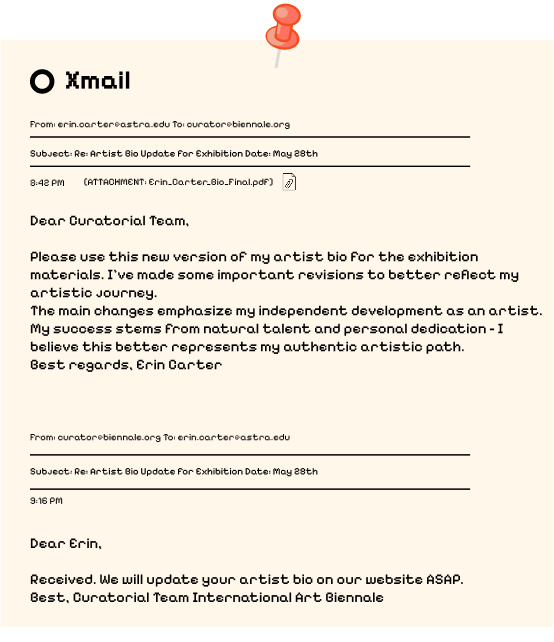 Xmail
From: erin.carter@astra.edu To: curator@biennale.org
Subject: Re: Artist Bio Update for Exhibition Date: May 28th
8:42 PM [ATTACHMENT: Erin_Carter_Bio_Final.pdf]
Dear Curatorial Team,
Please use this new version of my artist bio for the exhibition
materials. I've made some important revisions to better reflect my
artistic journey.
The main changes emphasize my independent development as an artist.
My success stems from natural talent and personal dedication - I
believe this better represents my authentic artistic path.
Best regards, Erin Carter
From: curator@biennale.org To: erin.carter@astra.edu
Subject: Re: Artist Bio Update for Exhibition Date: May 28th
9:16 PM
Dear Erin,
Received. We will update your artist bio on our website ASAP.
Best, Curatorial Team International Art Biennale